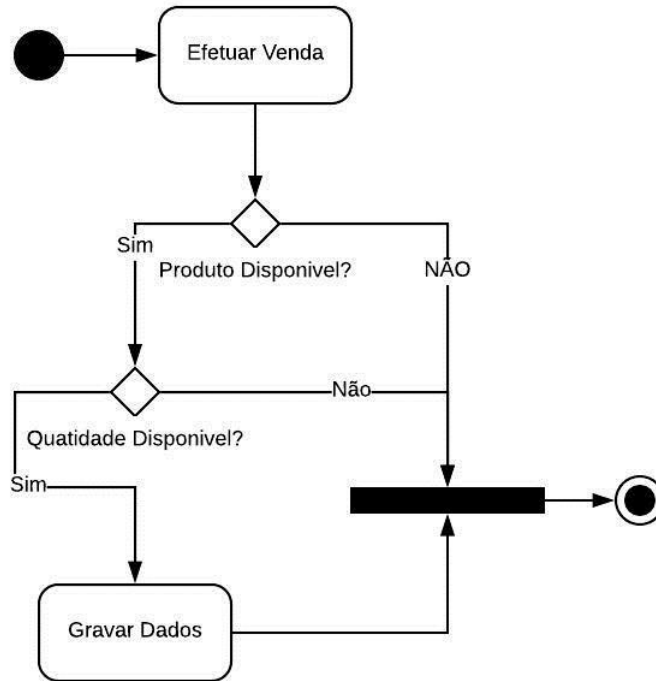 Efetuar Venda
Sim
Produto Disponivel?
NÃO
Não
Quatidade Disponivel?
Sim
Gravar Dados